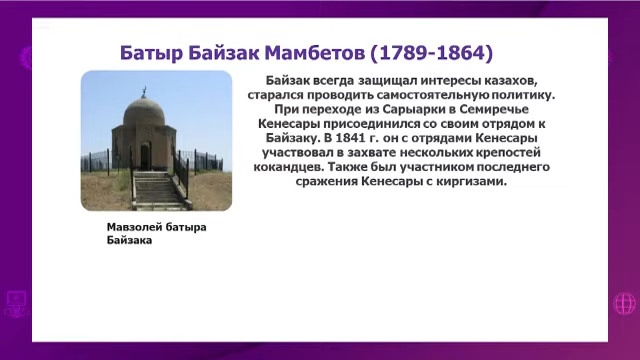 Батыр Байзак Мамбетов (1789-1864)
Байзак всегда защищал интересы казахов,
старался проводить самостоятельную политику.
При переходе из Сарыарки в Семиречье
Кенесары присоединился со своим отрядом к
Байзаку. В 1841 г. он с отрядами Кенесары
участвовал в захвате нескольких крепостей
кокандцев. Также был участником последнего
сражения Кенесары с киргизами.
Мавзолей батыра
Байзака